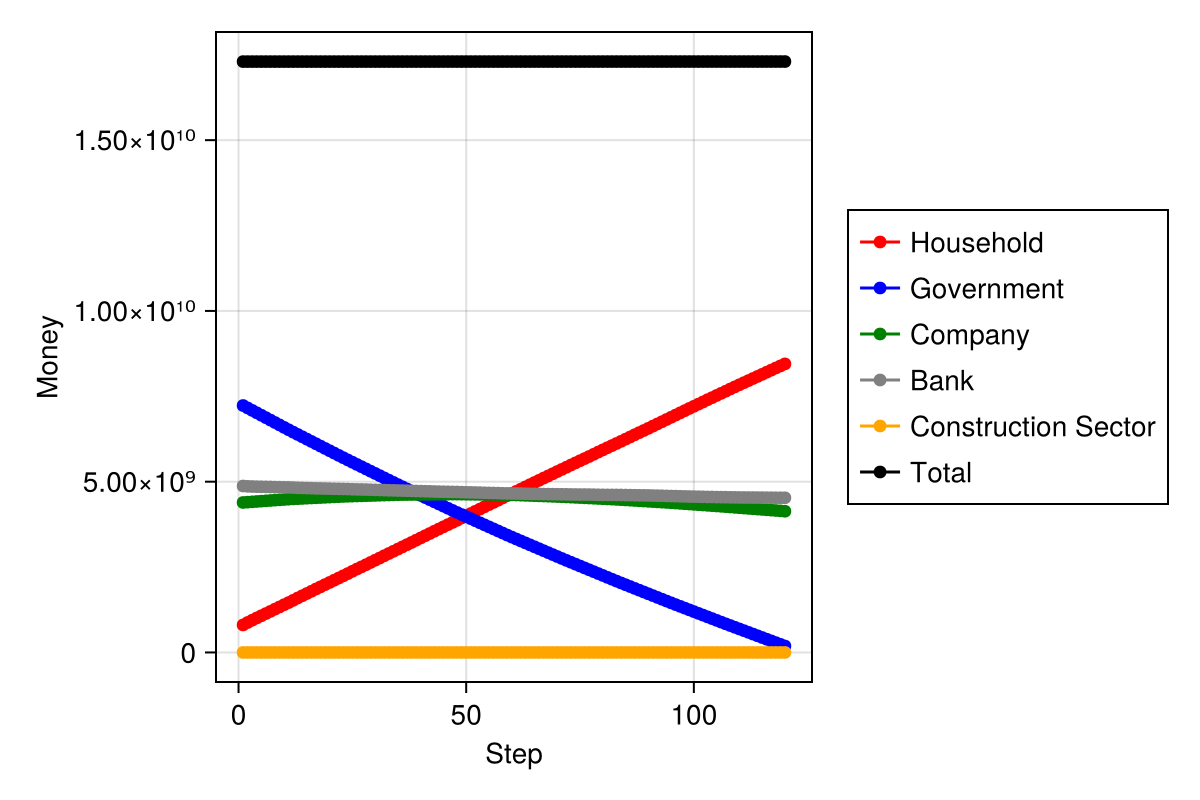 Money
1.50×10¹⁰
1.00×10¹⁰
5.00×10⁹
0
0
50
100
Step
Household
Government
Company
Bank
Construction Sector
Total